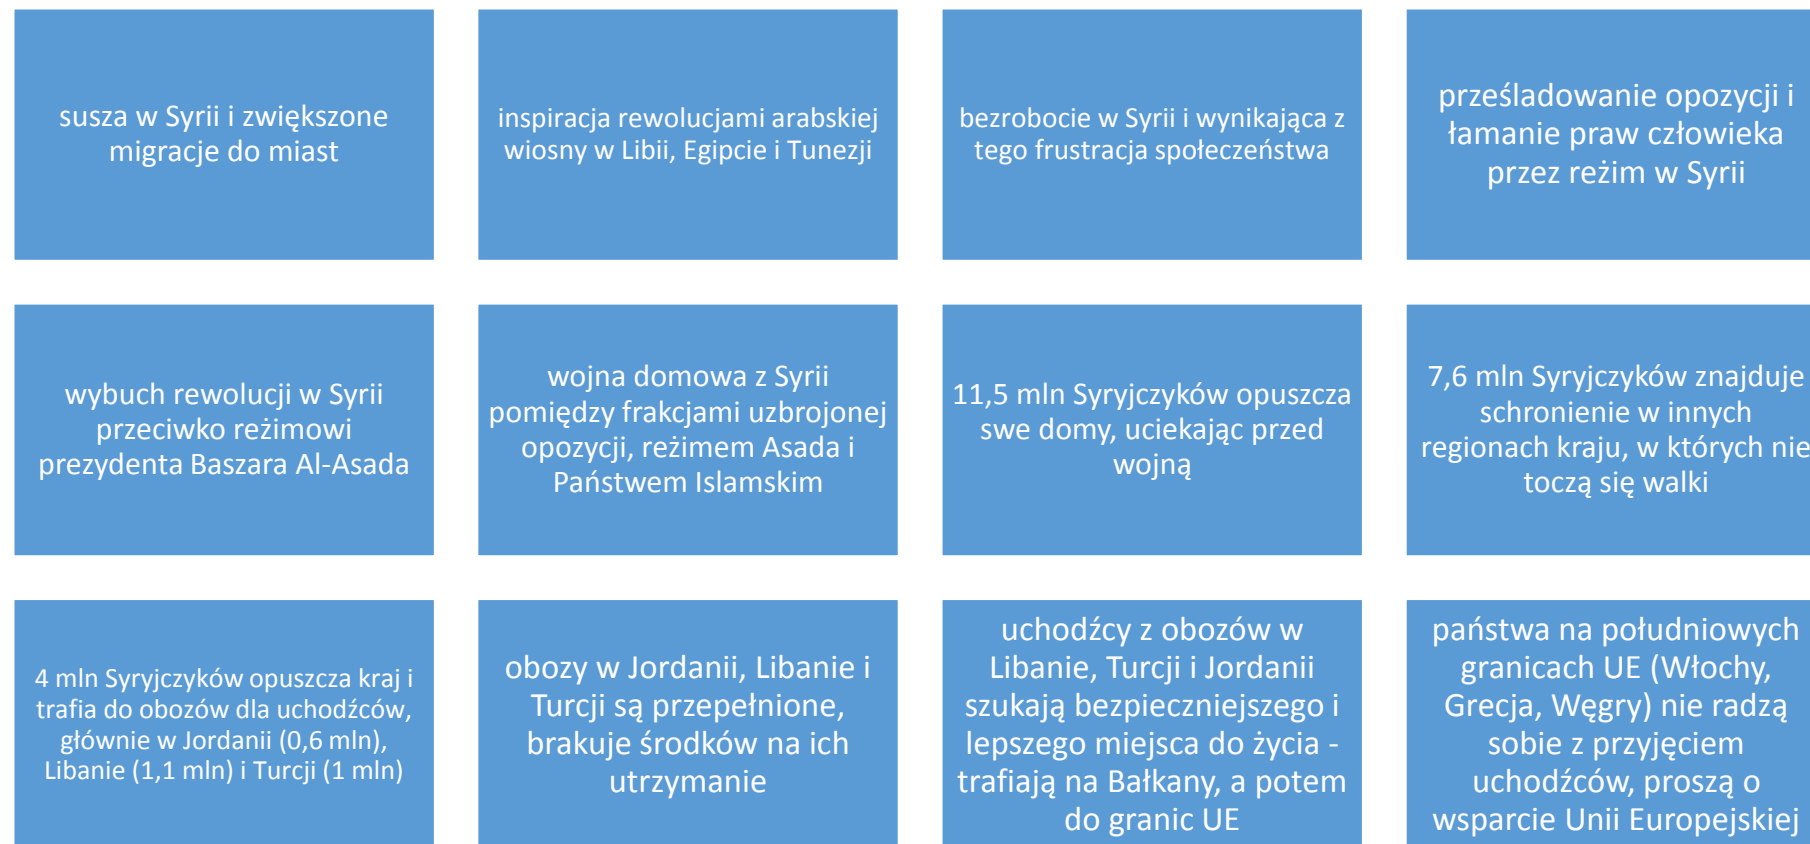 susza w Syrii i zwiększone
migracje do miast
inspiracja rewolucjami arabskiej
wiosny w Libii, Egipcie i Tunezji
bezrobocie w Syrii i wynikająca z
tego frustracja społeczeństwa
prześladowanie opozycji i
łamanie praw człowieka
przez reżim w Syrii
wybuch rewolucji w Syrii
przeciwko reżimowi
prezydenta Baszara Al-Asada
wojna domowa z Syrii
pomiędzy frakcjami uzbrojonej
opozycji, reżimem Asada i
Państwem Islamskim
11,5 mln Syryjczyków opuszcza
swe domy, uciekając przed
wojną
7,6 mln Syryjczyków znajduje
schronienie w innych
regionach kraju, w których nie
toczą się walki
4 mln Syryjczyków opuszcza kraj i
trafia do obozów dla uchodźców,
głównie w Jordanii (0,6 mln),
Libanie (1,1 mln) i Turcji (1 mln)
obozy w Jordanii, Libanie i
Turcji są przepełnione,
brakuje środków na ich
utrzymanie
uchodźcy z obozów w
Libanie, Turcji i Jordanii
szukają bezpieczniejszego i
lepszego miejsca do życia -
trafiają na Bałkany, a potem
do granic UE
państwa na południowych
granicach UE (Włochy,
Grecja, Węgry) nie radzą
sobie z przyjęciem
uchodźców, proszą o
wsparcie Unii Europejskiej